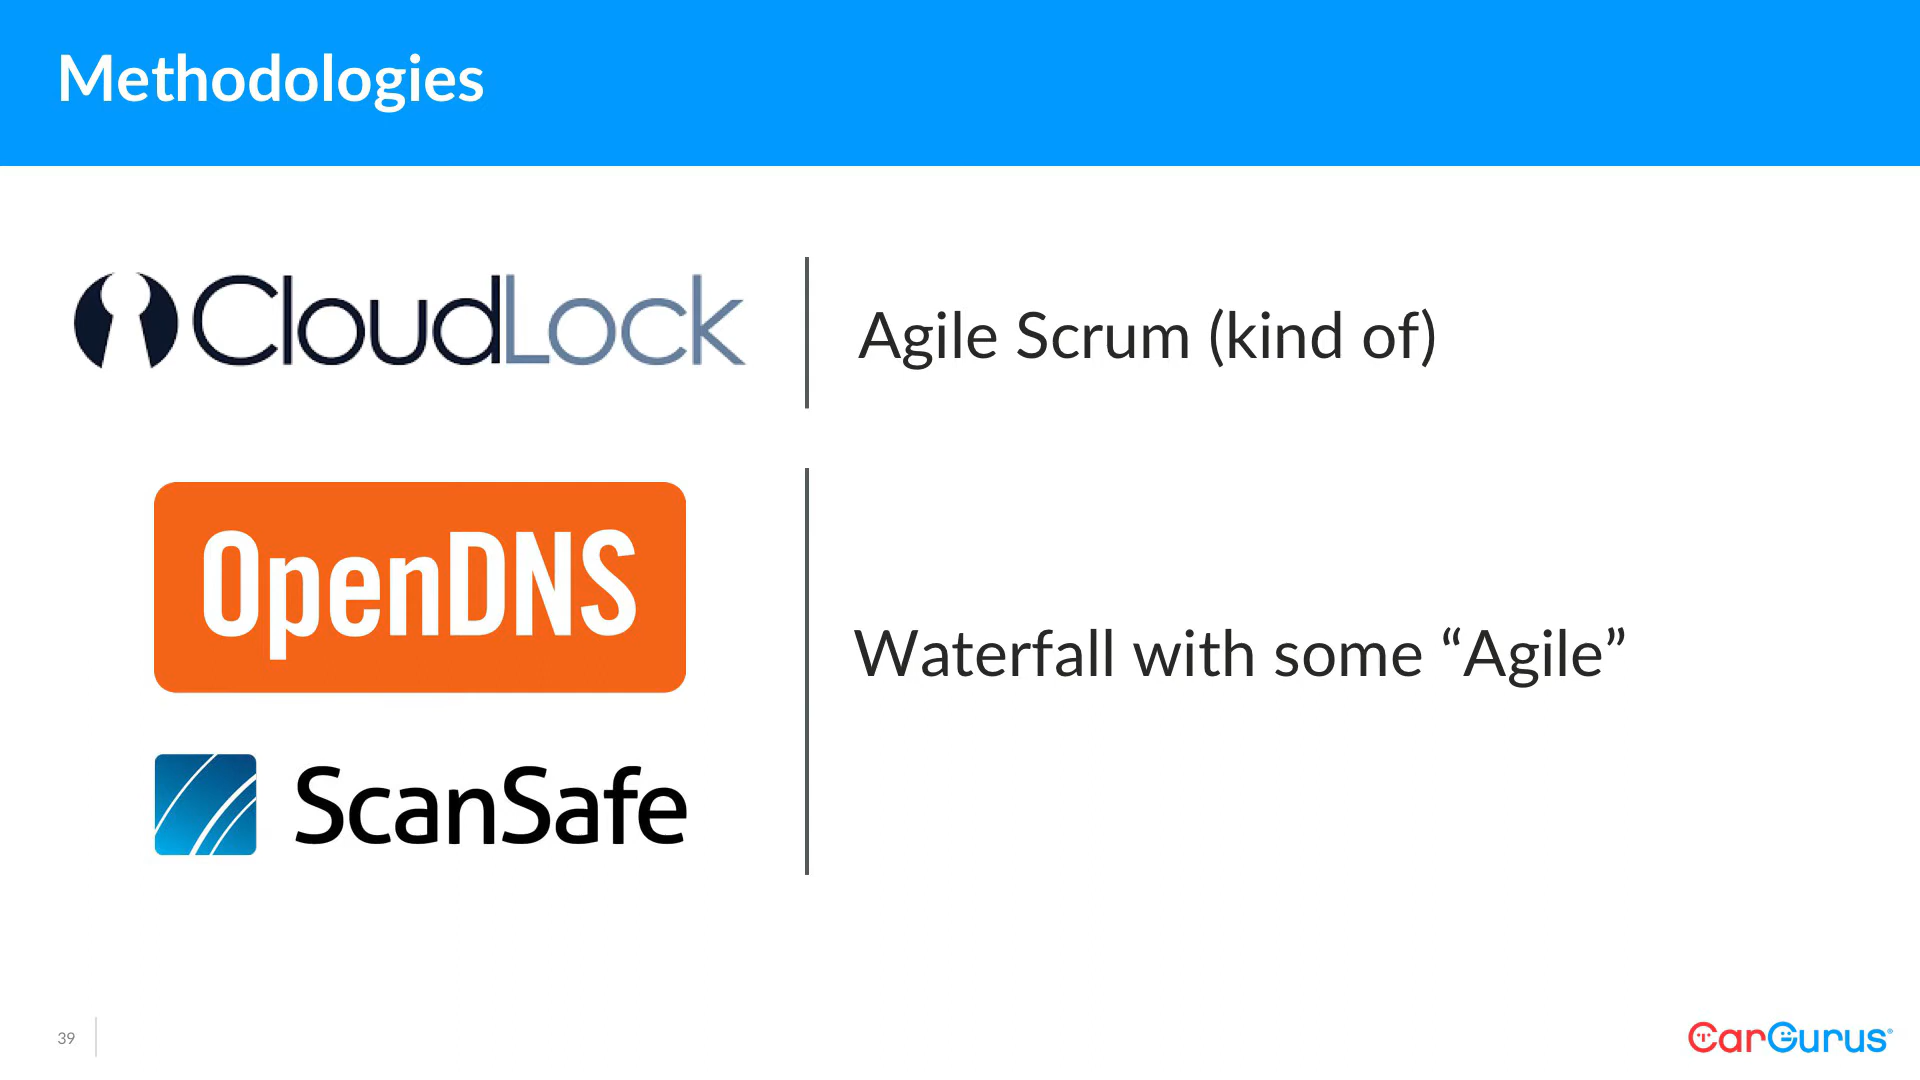 Methodologies
CloudLock
Agile Scrum (kind of)
OpenDNS
Waterfall with some “Agile”
ScanSafe
39
CarGurus®